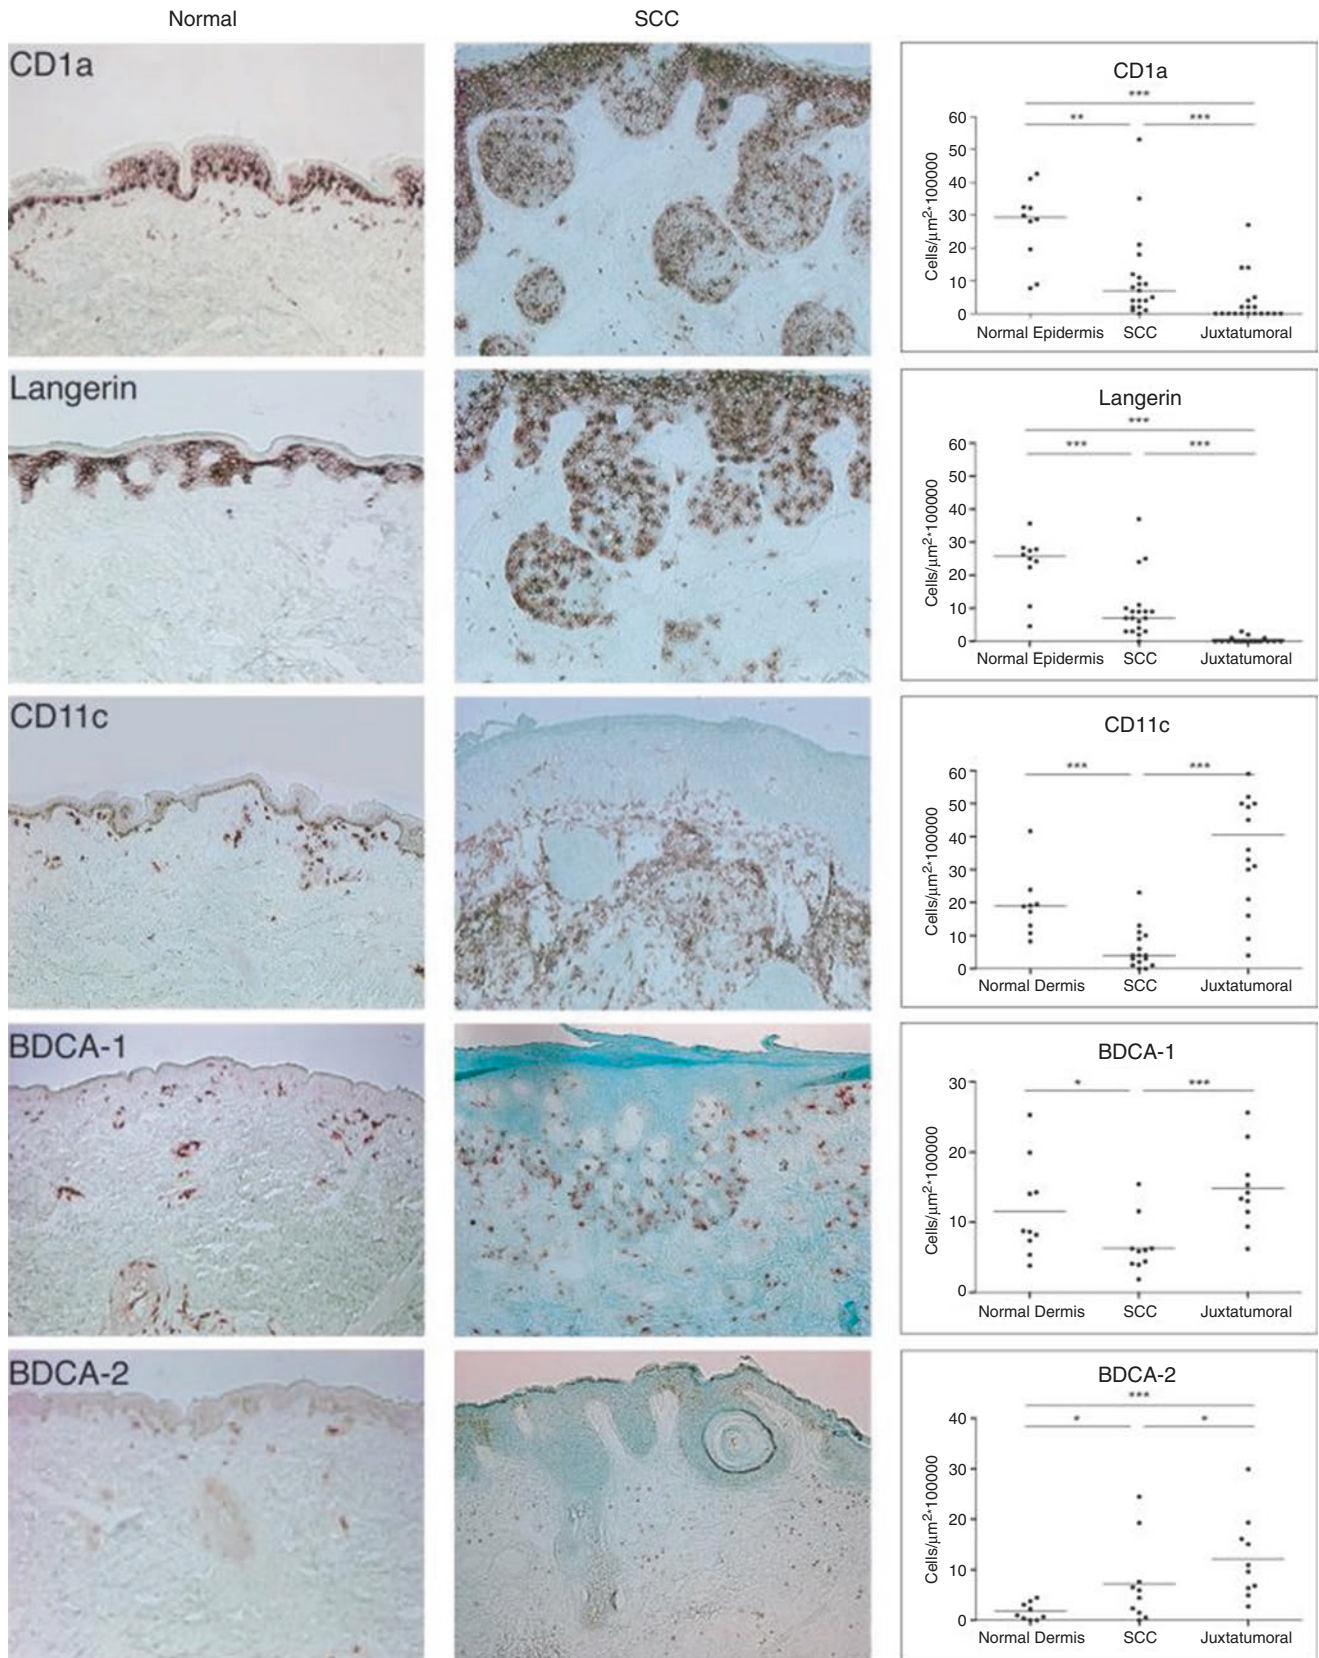 Normal
SCC
CD1a
CD1a
***
** ***
Cells/μm²*100000
60
50
40
30
20
10
0
Normal Epidermis SCC Juxtatumoral
Langerin
Langerin
***
*** ***
Cells/μm²*100000
60
50
40
30
20
10
0
Normal Epidermis SCC Juxtatumoral
CD11c
CD11c
*** ***
Cells/μm²*100000
60
50
40
30
20
10
0
Normal Dermis SCC Juxtatumoral
BDCA-1
BDCA-1
* ***
Cells/μm²*100000
30
20
10
0
Normal Dermis SCC Juxtatumoral
BDCA-2
BDCA-2
***
* *
Cells/μm²*100000
40
30
20
10
0
Normal Dermis SCC Juxtatumoral